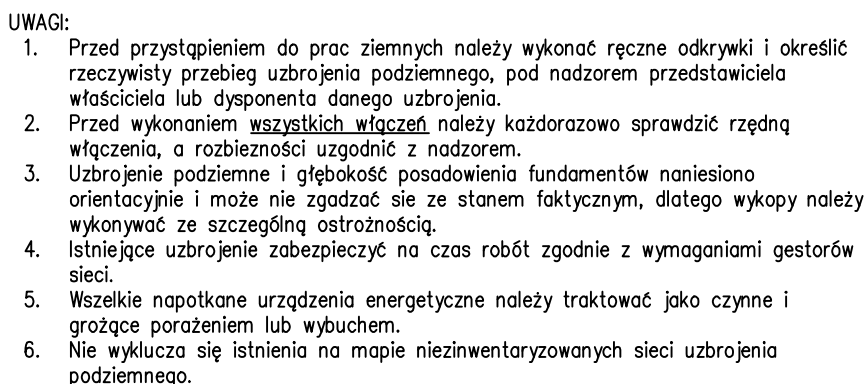 UWAGI:
1. Przed przystąpieniem do prac ziemnych należy wykonać ręczne odkrywki i określić
rzeczywisty przebieg uzbrojenia podziemnego, pod nadzorem przedstawiciela
właściciela lub dysponenta danego uzbrojenia.
2. Przed wykonaniem wszystkich włączeń należy każdorazowo sprawdzić rzędną
włączenia, a rozbiezności uzgodnić z nadzorem.
3. Uzbrojenie podziemne i głębokość posadowienia fundamentów naniesiono
orientacyjnie i może nie zgadzać sie ze stanem faktycznym, dlatego wykopy należy
wykonywać ze szczególną ostrożnością.
4. Istniejące uzbrojenie zabezpieczyć na czas robót zgodnie z wymaganiami gestorów
sieci.
5. Wszelkie napotkane urządzenia energetyczne należy traktować jako czynne i
grożące porażeniem lub wybuchem.
6. Nie wyklucza się istnienia na mapie niezinwentaryzowanych sieci uzbrojenia
podziemnego.